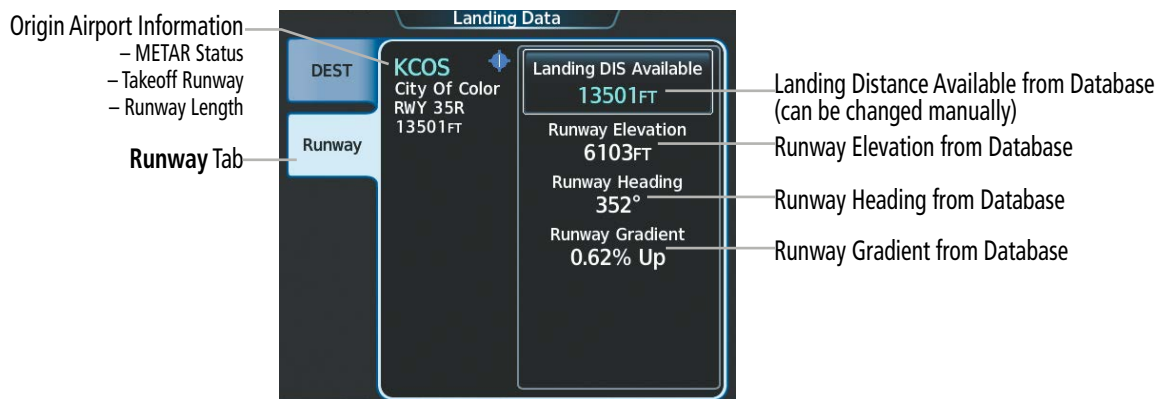 Landing Data
Origin Airport Information
– METAR Status
– Takeoff Runway
– Runway Length
Runway Tab
DEST
Runway
KCOS
City Of Color
RWY 35R
13501FT
Landing DIS Available
13501FT
Runway Elevation
6103FT
Runway Heading
352°
Runway Gradient
0.62% Up
Landing Distance Available from Database
(can be changed manually)
Runway Elevation from Database
Runway Heading from Database
Runway Gradient from Database